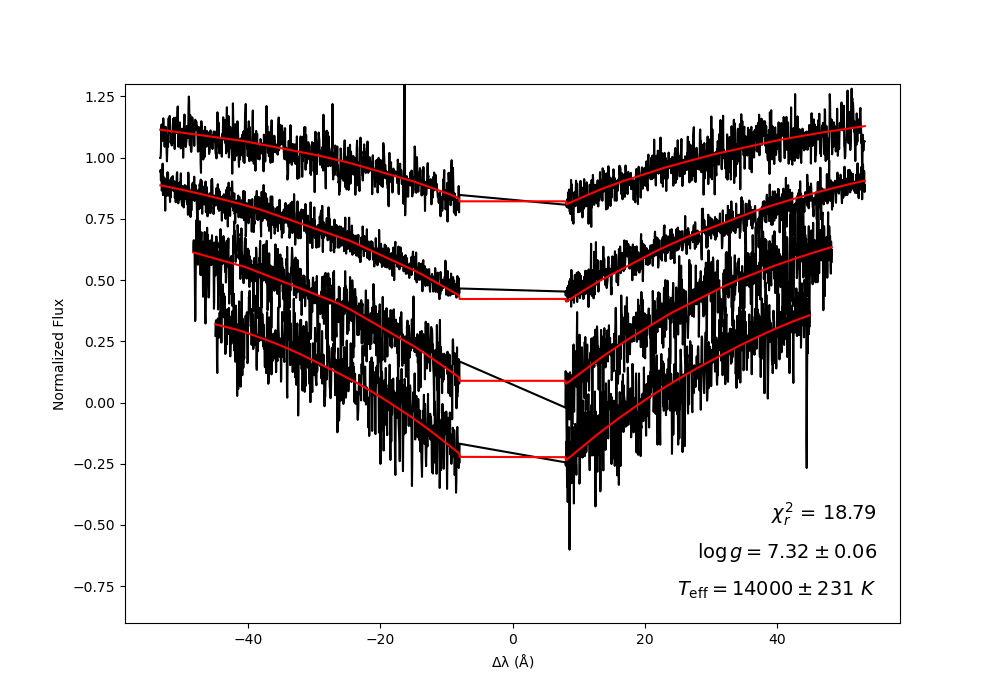 1.25
1.00
0.75
0.50
0.25
0.00
−0.25
−0.50
−0.75
Normalized Flux
χ²ᵣ = 18.79
log g = 7.32 ± 0.06
T_eff = 14000 ± 231 K
−40 −20 0 20 40
Δλ (Å)